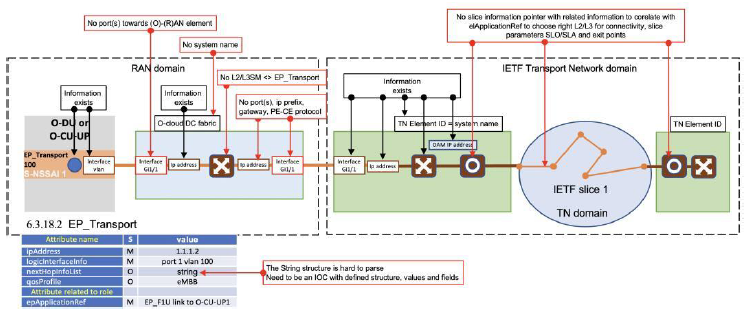 No port(s) towards (O)-(R)AN element
No slice information pointer with related information to corelate with
elApplicationRef to choose right L2/L3 for connectivity, slice
parameters SLO/SLA and exit points
No system name
RAN domain
IETF Transport Network domain
No L2/L3SM <> EP_Transport
Information
exists
Information
exists
Information
exists
No port(s), ip prefix,
gateway, PE-CE protocol
O-DU or
O-CU-UP
O-cloud DC fabric
TN Element ID = system name
TN Element ID
OAM IP address
EP_Transport
100
S-NSSAI 1
Interface
vlan
Interface
Gi1/1
Ip address
Ip address
Interface
Gi1/1
Interface
Gi1/1
Ip address
IETF slice 1
TN domain
6.3.18.2 EP_Transport
Attribute name S value
ipAddress M 1.1.1.2
logicInterfaceInfo M port 1 vlan 100
nextHopInfoList O string
qosProfile O eMBB
Attribute related to role
epApplicationRef M EP_F1U link to O-CU-UP1
The String structure is hard to parse
Need to be an IOC with defined structure, values and fields